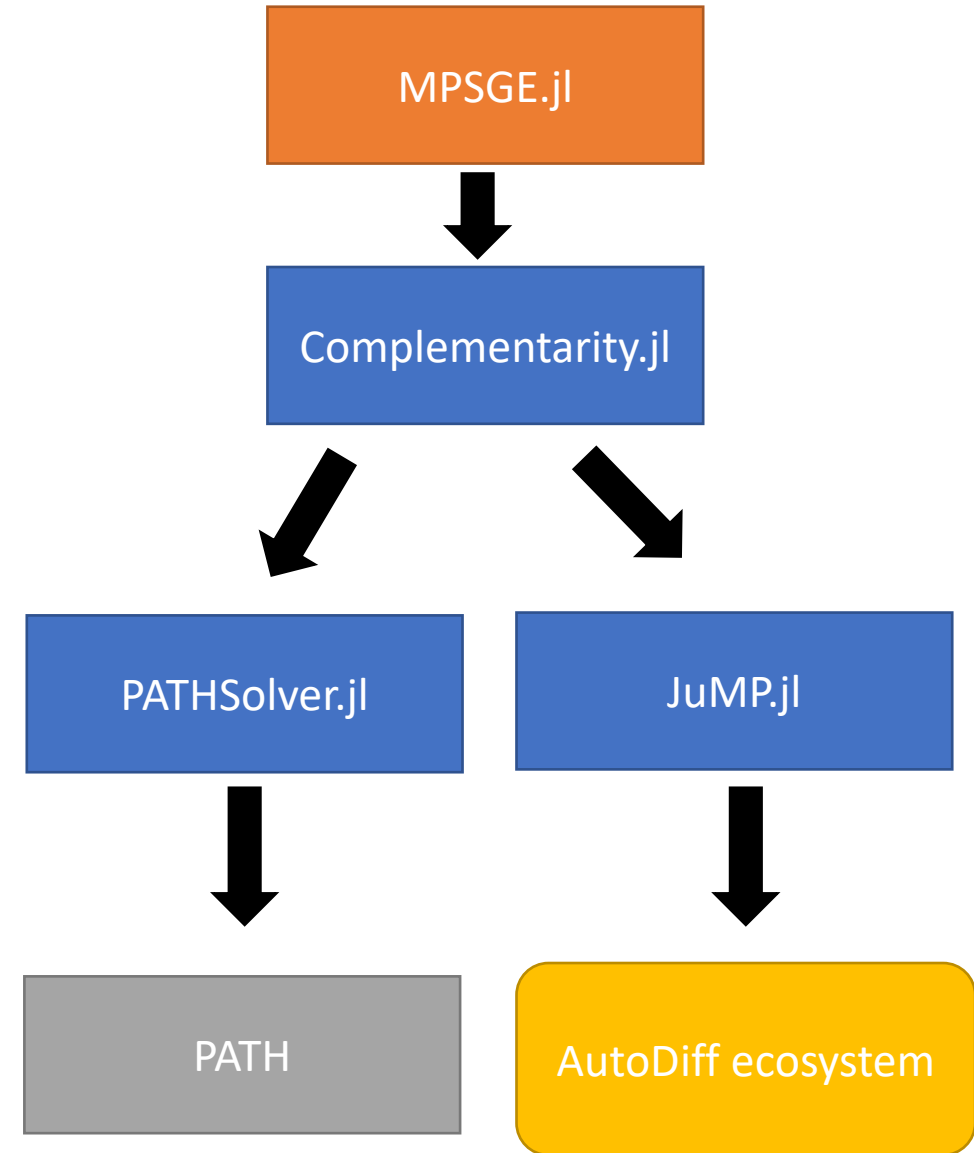 MPSGE.jl
Complementarity.jl
PATHSolver.jl
JuMP.jl
PATH
AutoDiff ecosystem